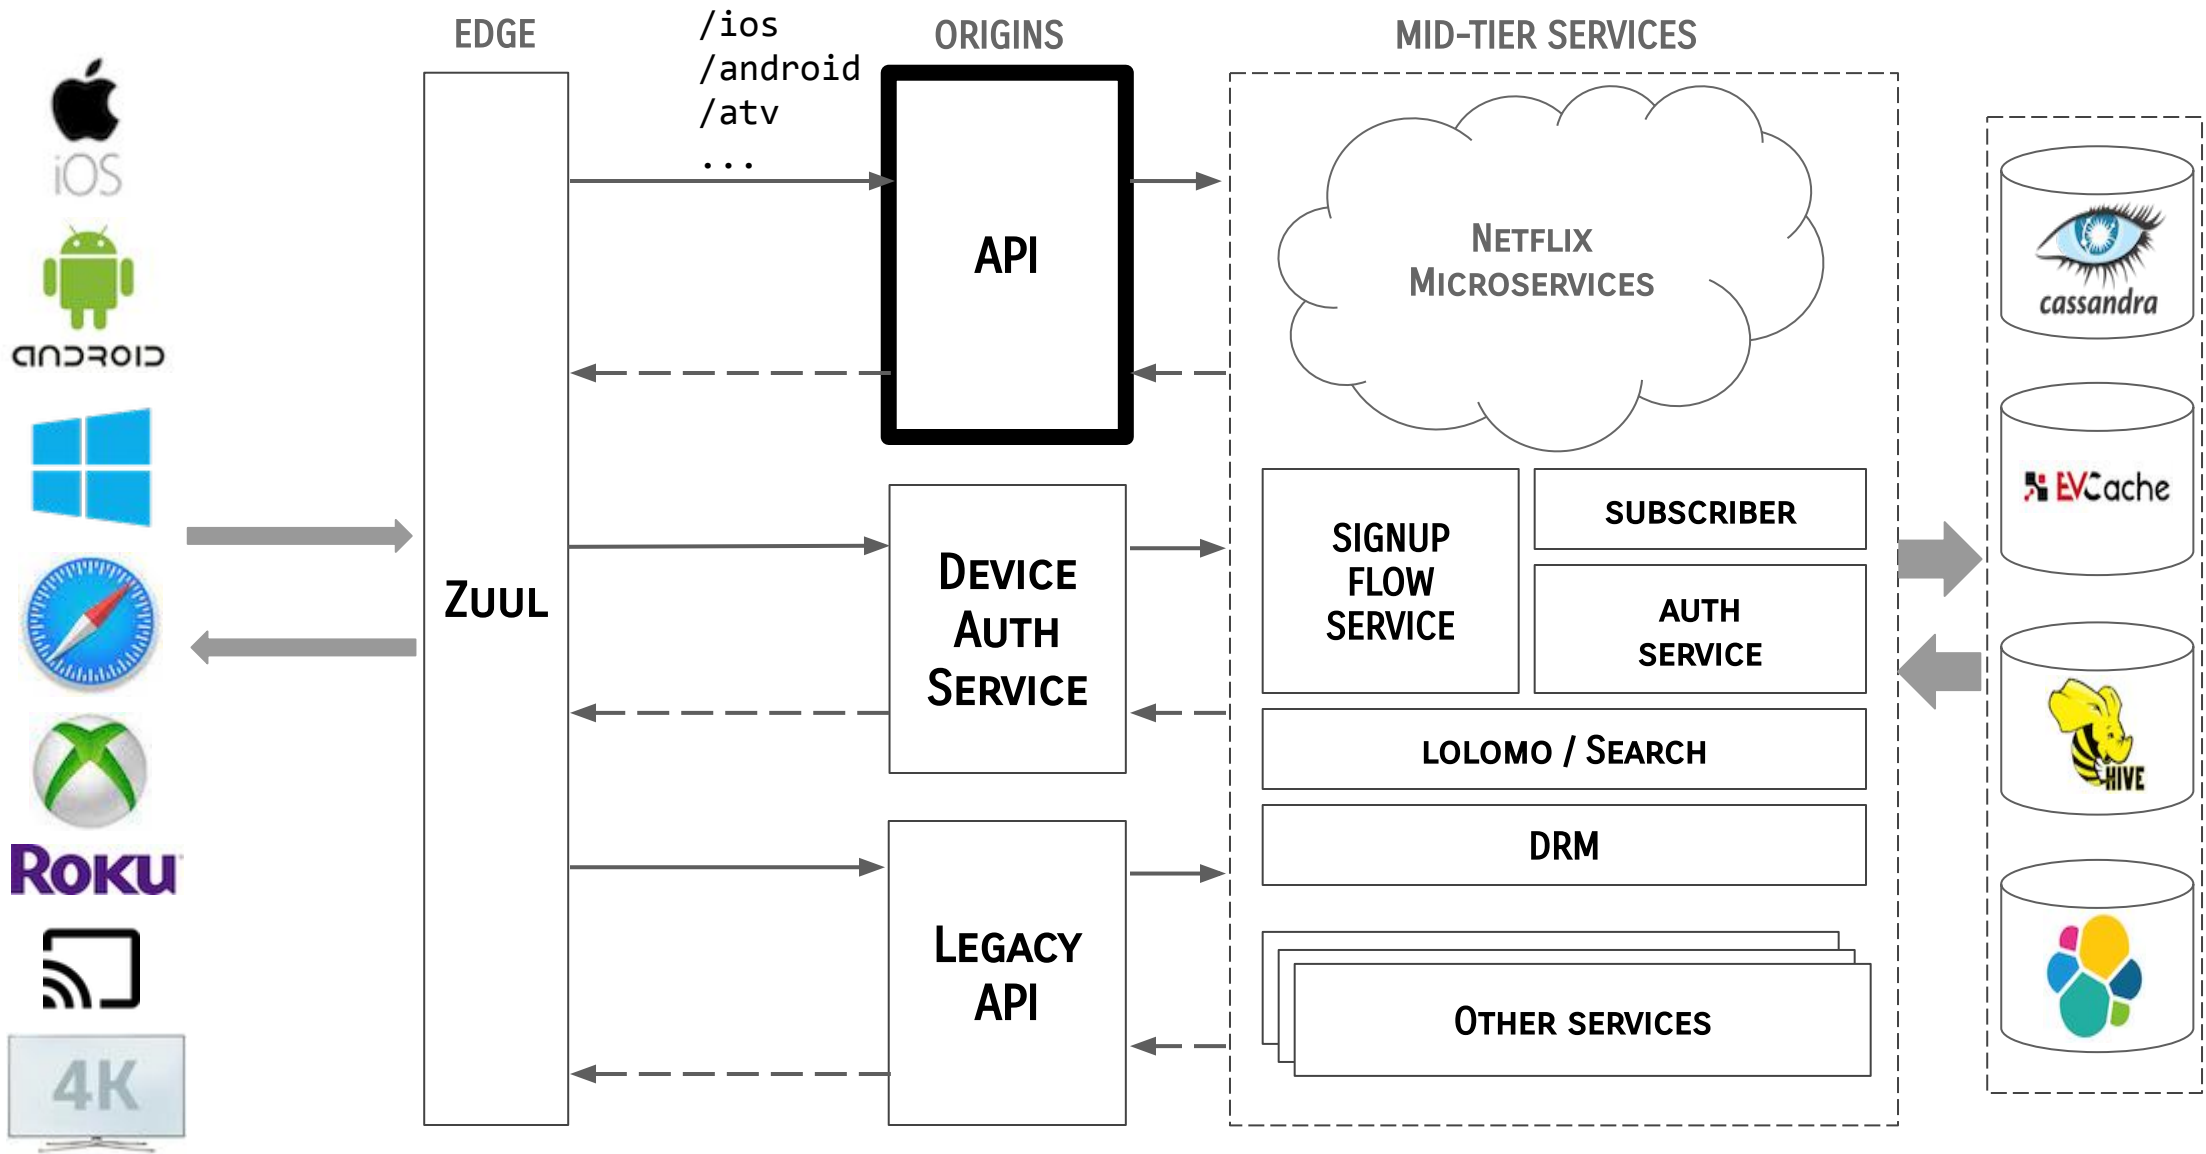 EDGE
/ios
/android
/atv
...
ORIGINS
MID-TIER SERVICES
iOS
ANDROID
ROKU
4K
ZUUL
API
DEVICE
AUTH
SERVICE
LEGACY
API
NETFLIX
MICROSERVICES
SIGNUP
FLOW
SERVICE
SUBSCRIBER
AUTH
SERVICE
LOLOMO / SEARCH
DRM
OTHER SERVICES
cassandra
EVCache
HIVE